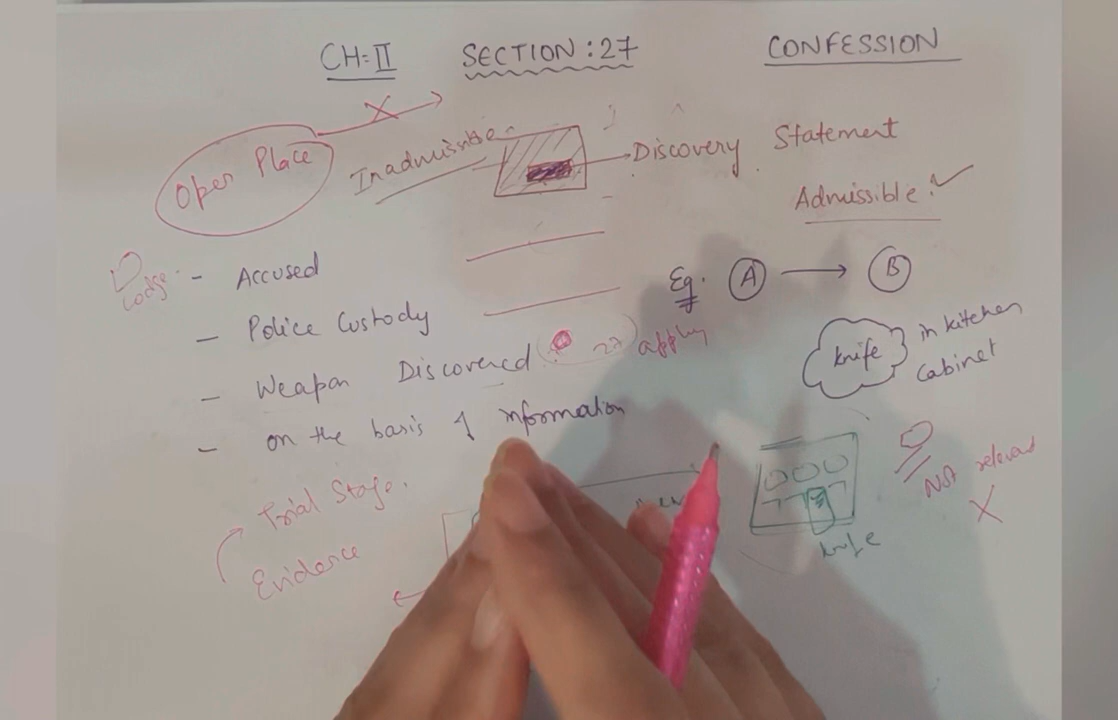 CH=II SECTION:27 CONFESSION
Open Place
Inadmissible
Discovery Statement
Admissible
- Accused
- Police Custody
- Weapon Discovered
27 apply
- on the basis of information
Eg. A → B
knife in kitchen
cabinet
knife
Not relevant
Trial Stage.
Evidence